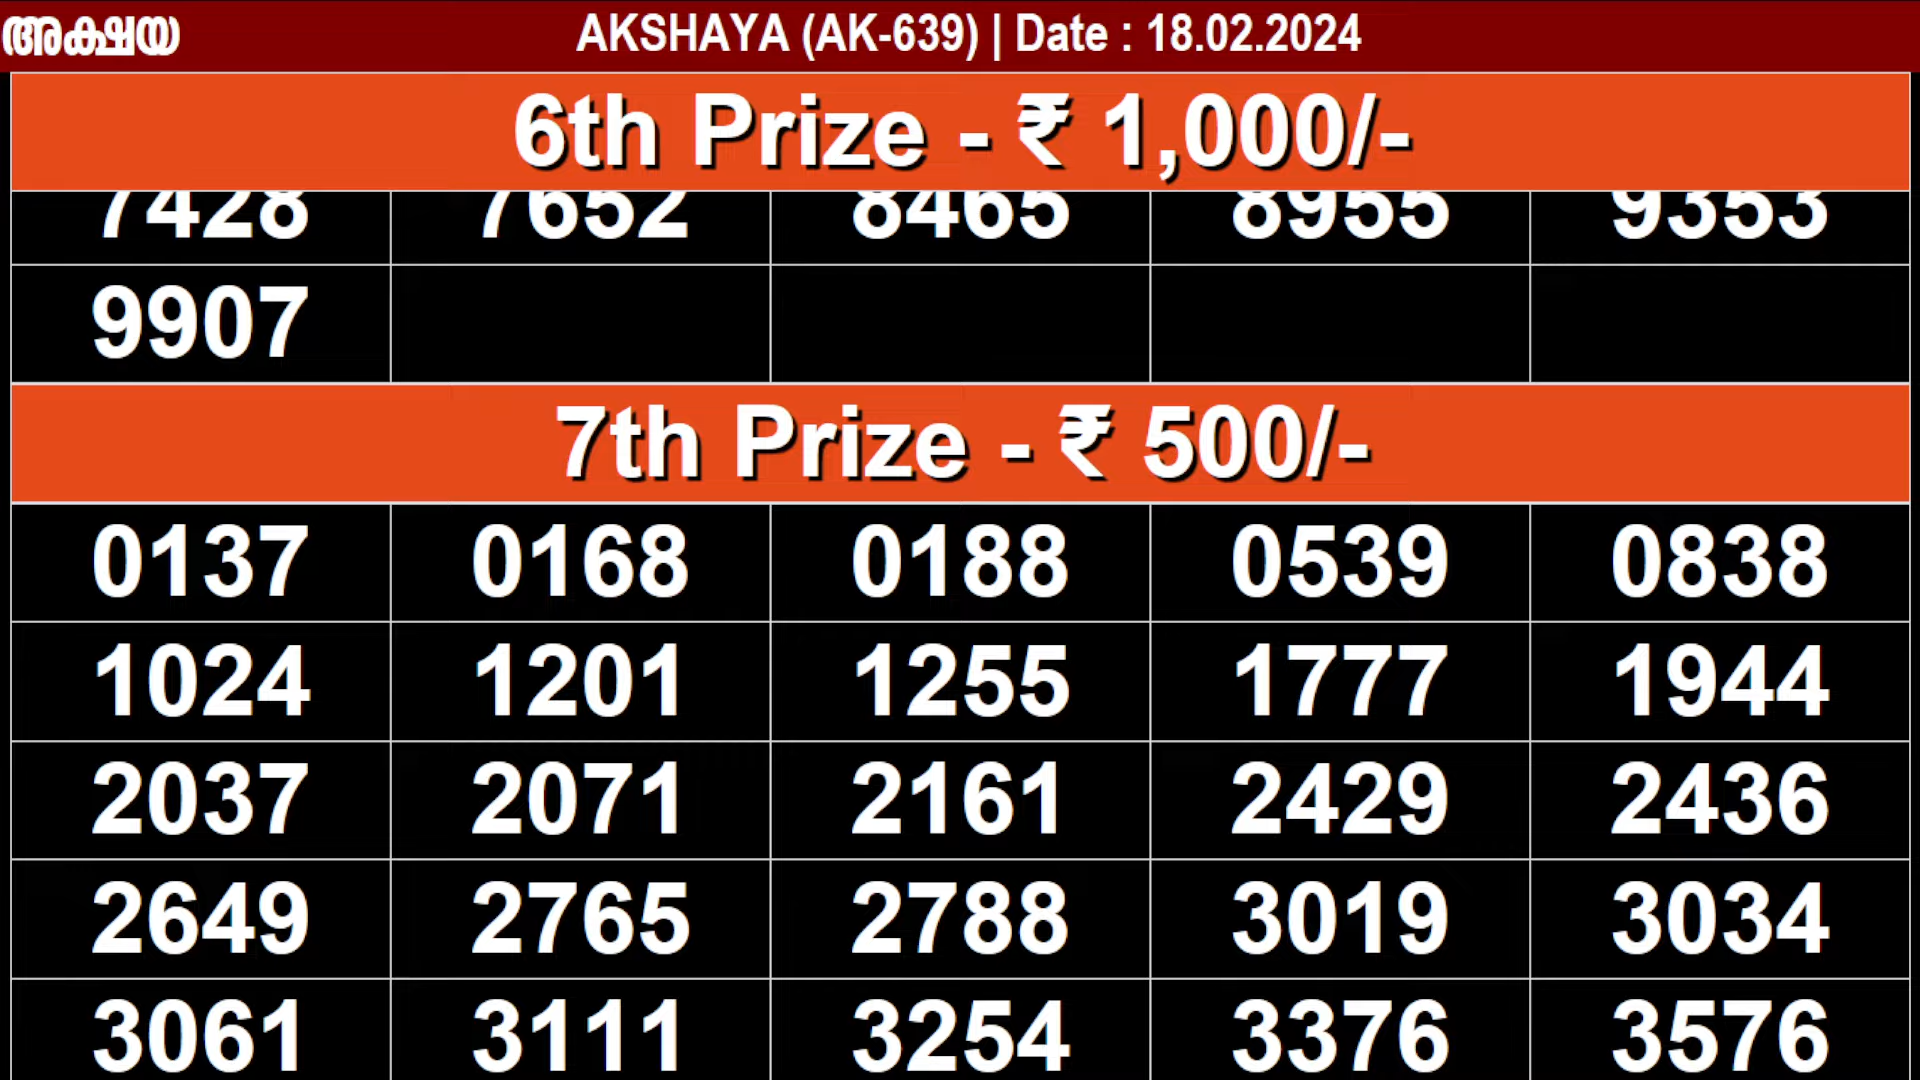 അക്ഷയ AKSHAYA (AK-639) | Date : 18.02.2024
6th Prize - ₹ 1,000/-
7428 7652 8465 8955 9353
9907
7th Prize - ₹ 500/-
0137 0168 0188 0539 0838
1024 1201 1255 1777 1944
2037 2071 2161 2429 2436
2649 2765 2788 3019 3034
3061 3111 3254 3376 3576